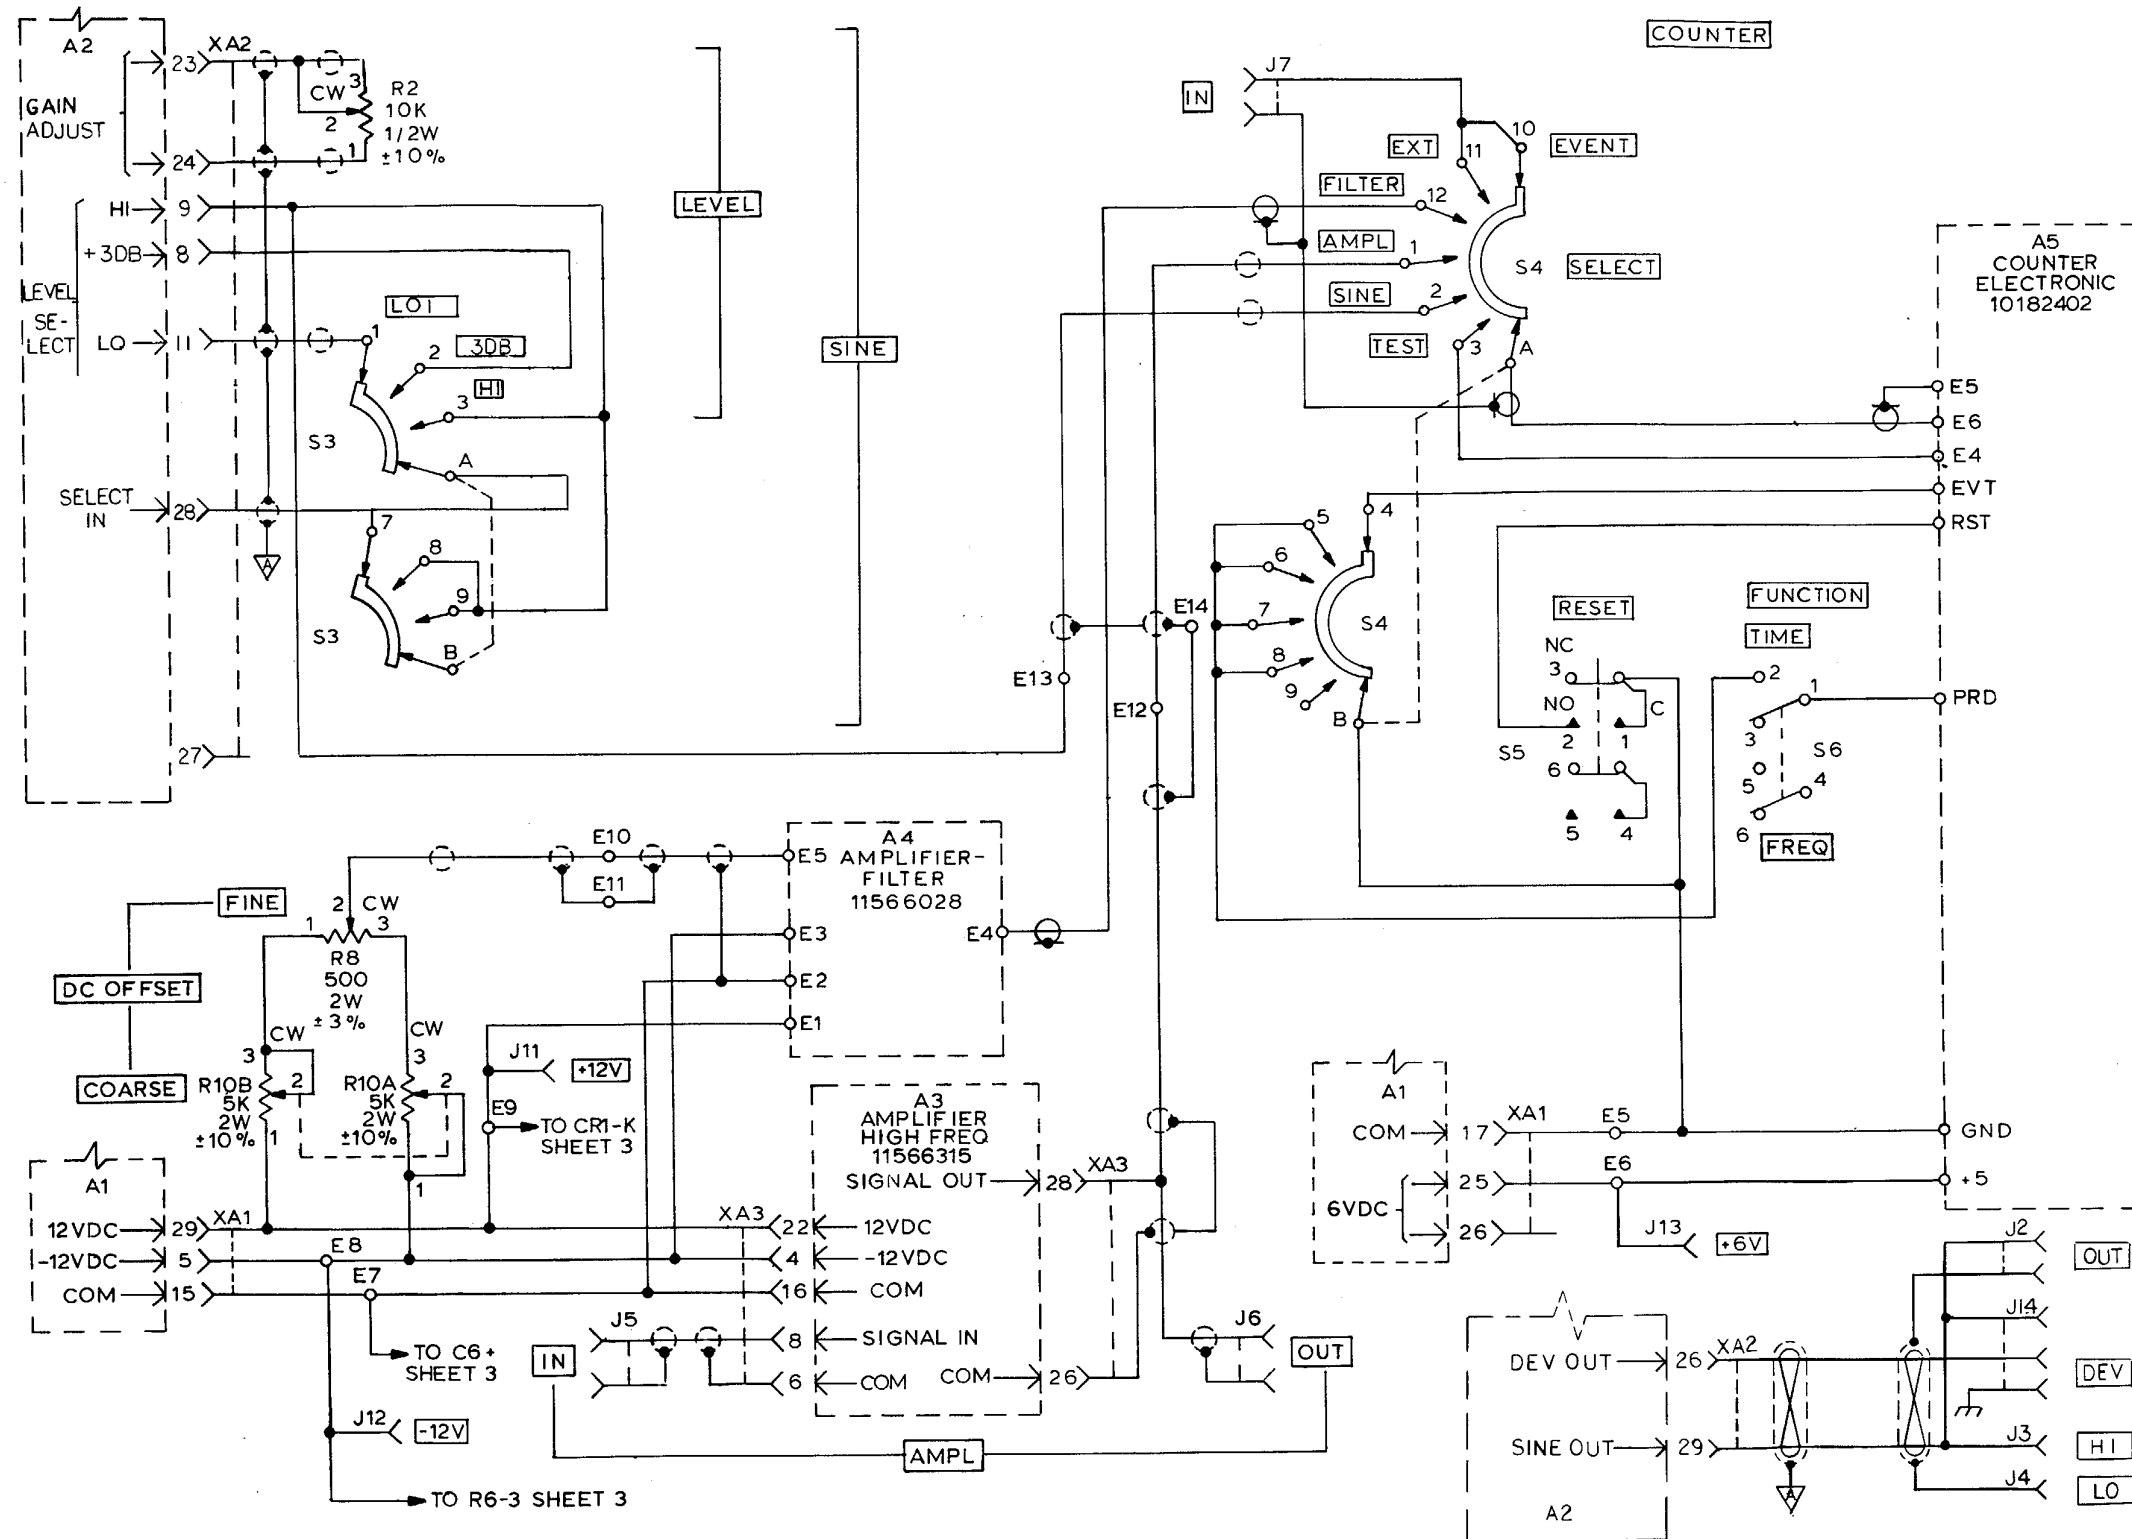 A2
XA2
23
GAIN
ADJUST
CW
3
2
1
R2
10K
1/2W
±10%
24
HI
9
+3DB
8
LEVEL
SE-
LECT
LO
11
LO1
1
2
3DB
HI
3
S3
A
SELECT
IN
28
7
8
9
S3
B
27
LEVEL
SINE
COUNTER
J7
IN
10
EXT
11
EVENT
FILTER
12
AMPL
1
S4
SELECT
SINE
2
TEST
3
A
A5
COUNTER
ELECTRONIC
10182402
E5
E6
E4
EVT
RST
4
5
6
7
8
9
S4
B
E14
E13
E12
RESET
NC
3
NO
C
2
1
S5
6
5
4
FUNCTION
TIME
2
1
3
S6
5
4
6
FREQ
PRD
E10
E11
A4
AMPLIFIER-
FILTER
11566028
E5
E3
E4
E2
E1
FINE
2
CW
1
3
R8
500
2W
±3%
DC OFFSET
COARSE
CW
3
2
R10B
5K
2W
±10%
1
CW
3
2
R10A
5K
2W
±10%
1
J11
+12V
E9
TO CR1-K
SHEET 3
A3
AMPLIFIER
HIGH FREQ
11566315
SIGNAL OUT
28
XA3
A1
12VDC
29
XA1
-12VDC
5
E8
COM
15
E7
XA3
22
12VDC
4
-12VDC
16
COM
J5
IN
8
SIGNAL IN
6
COM
COM
26
J6
OUT
AMPL
TO C6+
SHEET 3
J12
-12V
TO R6-3 SHEET 3
A1
COM
17
XA1
E5
GND
6VDC
25
E6
+5
26
J13
+6V
J2
OUT
J14
DEV OUT
26
XA2
DEV
SINE OUT
29
J3
HI
J4
LO
A
A
A2